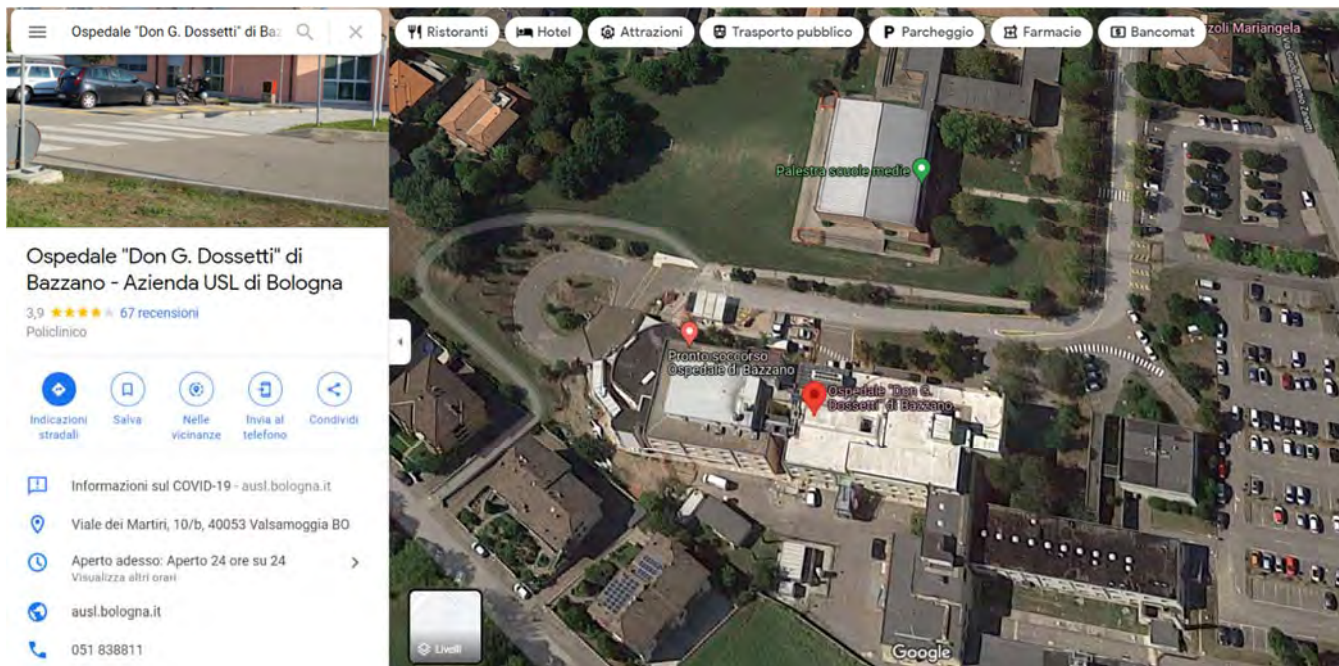 Ospedale "Don G. Dossetti" di Ba
Ristoranti
Hotel
Attrazioni
Trasporto pubblico
Parcheggio
Farmacie
Bancomat
zoli Mariangela
Palestra scuole medie
Pronto soccorso
Ospedale di Bazzano
Ospedale "Don G.
Dossetti" di Bazzano
Ospedale "Don G. Dossetti" di
Bazzano - Azienda USL di Bologna
3,9 67 recensioni
Policlinico
Indicazioni
stradali
Salva
Nelle
vicinanze
Invia al
telefono
Condividi
Informazioni sul COVID-19 - ausl.bologna.it
Viale dei Martiri, 10/b, 40053 Valsamoggia BO
Aperto adesso: Aperto 24 ore su 24
Visualizza altri orari
ausl.bologna.it
051 838811
Livelli
Google